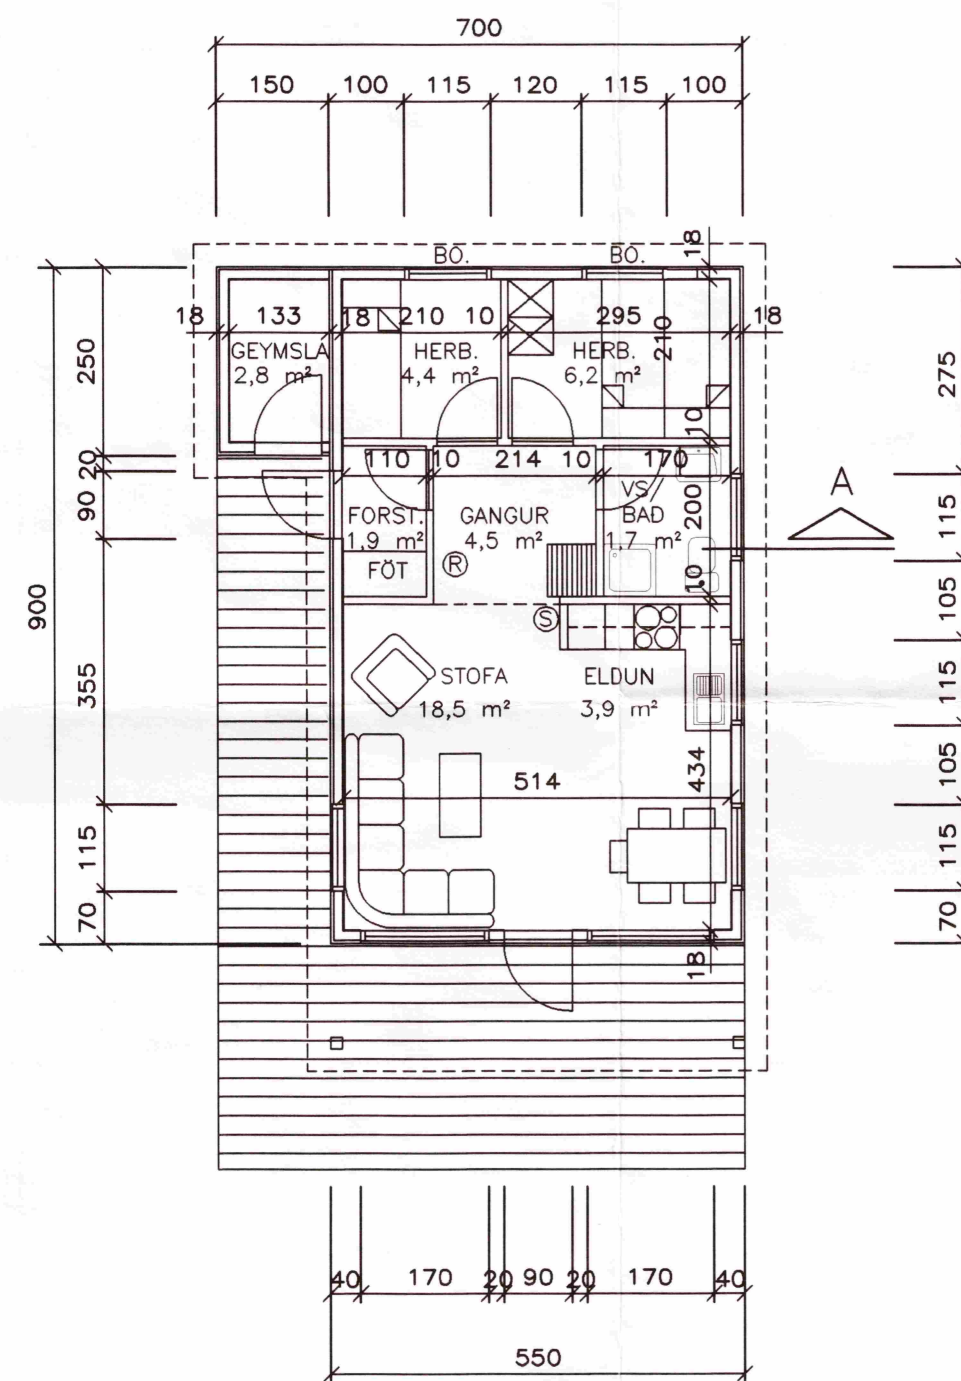 700
150 100 115 120 115 100
BO. BO. 18
18 133 18 210 10 295 18
210
GEYMSLA HERB. HERB.
2,8 m² 4,4 m² 6,2 m²
250
275
10
20
110 10 214 10 170
90
VS/
200
FORST. GANGUR BAÐ
1,9 m² 4,5 m² 1,7 m²
A
115
FÖT R
10
900
105
S
STOFA ELDUN
18,5 m² 3,9 m²
355
115
434
514
105
115
115
70
70
18
40 170 20 90 20 170 40
550